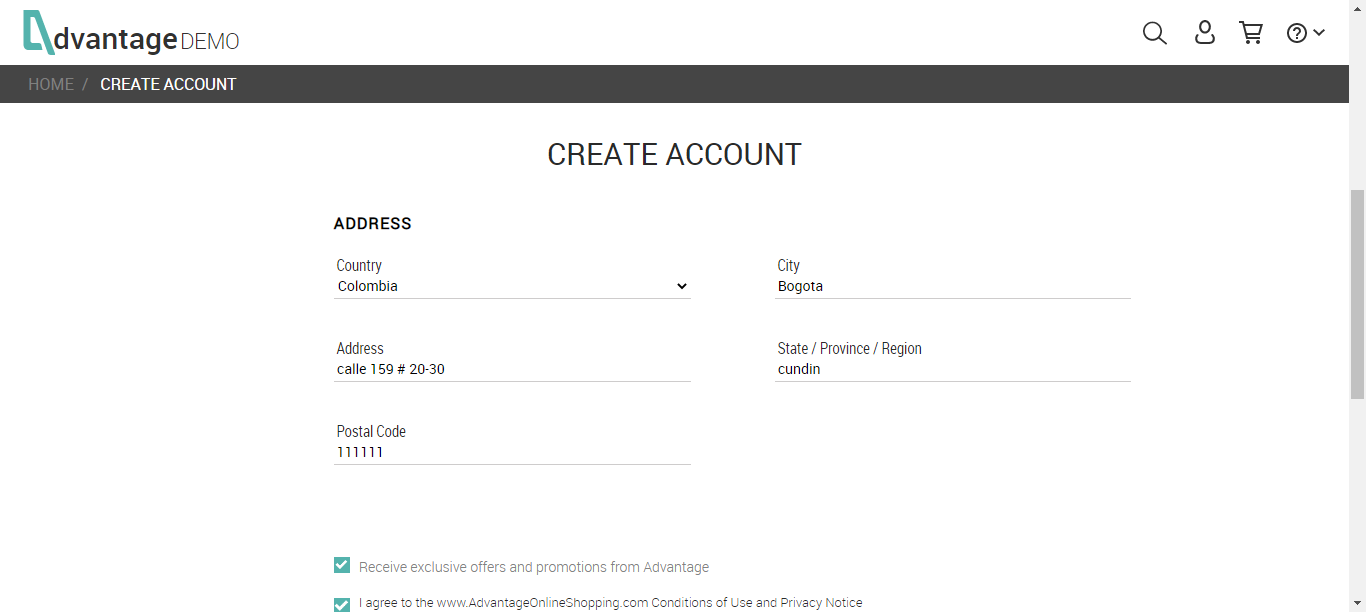 Advantage DEMO
HOME / CREATE ACCOUNT
CREATE ACCOUNT
ADDRESS
Country City
Colombia Bogota
Address State / Province / Region
calle 159 # 20-30 cundin
Postal Code
111111
Receive exclusive offers and promotions from Advantage
I agree to the www.AdvantageOnlineShopping.com Conditions of Use and Privacy Notice